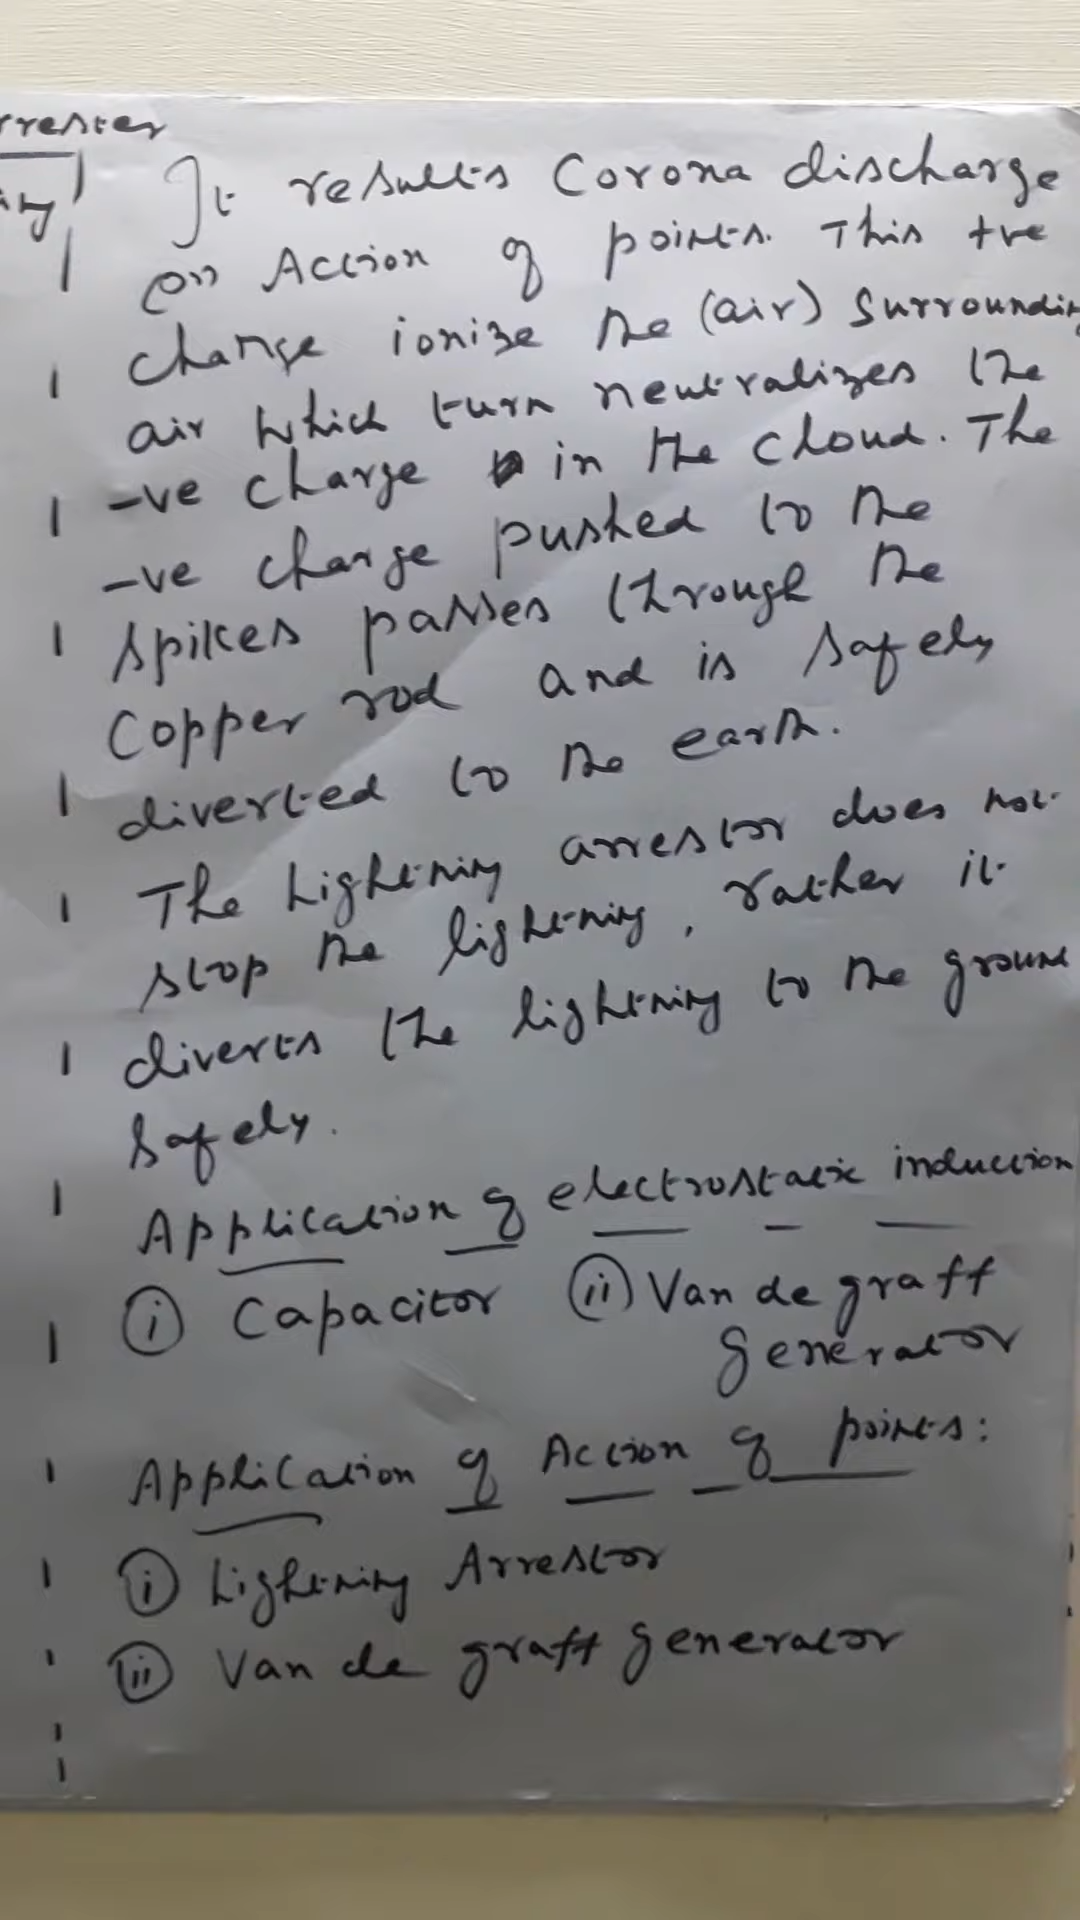 It results Corona discharge
on Action of points. This +ve
charge ionize the (air) surrounding
air which turn neutralizes the
-ve charge in the cloud. The
-ve charge pushed to the
spikes passes through the
Copper rod and is safely
diverted to the earth.
The Lightning arrestor does not
stop the lightning, rather it
diverts the lightning to the ground
safely.
Application of electrostatic induction
(i) Capacitor (ii) Van de graff
generator
Application of Action of points:
(i) Lightning Arrestor
(ii) Van de graff generator